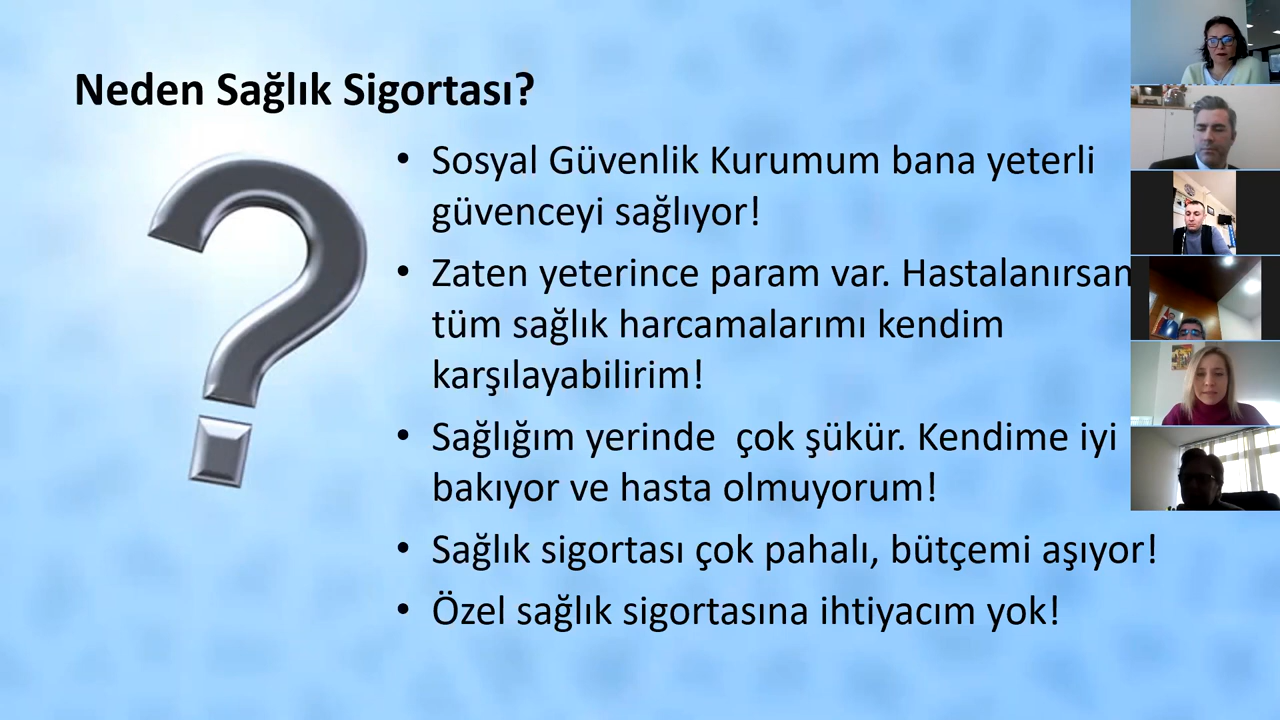 Neden Sağlık Sigortası?
• Sosyal Güvenlik Kurumum bana yeterli
güvenceyi sağlıyor!
• Zaten yeterince param var. Hastalanırsam
tüm sağlık harcamalarımı kendim
karşılayabilirim!
• Sağlığım yerinde  çok şükür. Kendime iyi
bakıyor ve hasta olmuyorum!
• Sağlık sigortası çok pahalı, bütçemi aşıyor!
• Özel sağlık sigortasına ihtiyacım yok!